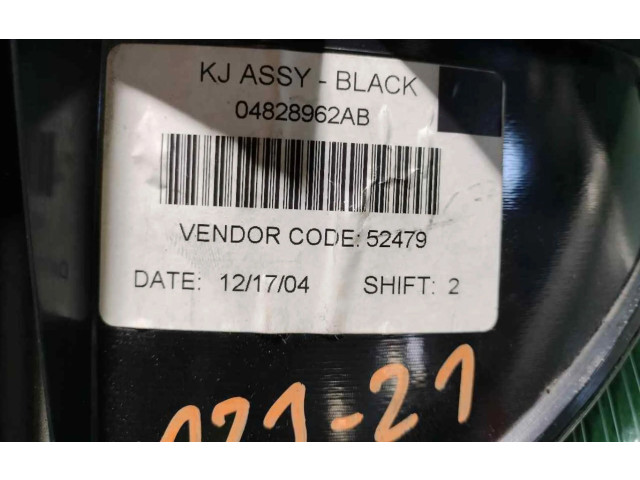 KJ ASSY - BLACK
04828962AB
VENDOR CODE: 52479
DATE: 12/17/04 SHIFT: 2